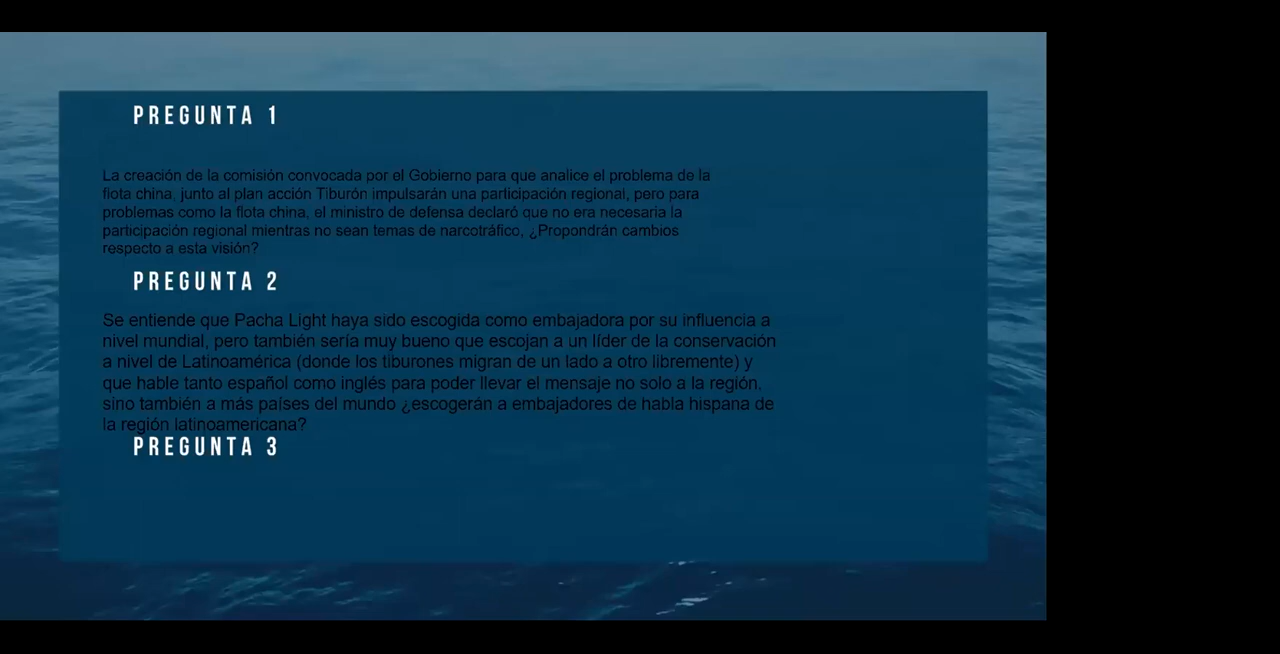 PREGUNTA 1
La creación de la comisión convocada por el Gobierno para que analice el problema de la
flota china, junto al plan acción Tiburón impulsarán una participación regional, pero para
problemas como la flota china, el ministro de defensa declaró que no era necesaria la
participación regional mientras no sean temas de narcotráfico, ¿Propondrán cambios
respecto a esta visión?
PREGUNTA 2
Se entiende que Pacha Light haya sido escogida como embajadora por su influencia a
nivel mundial, pero también sería muy bueno que escojan a un líder de la conservación
a nivel de Latinoamérica (donde los tiburones migran de un lado a otro libremente) y
que hable tanto español como inglés para poder llevar el mensaje no solo a la región,
sino también a más países del mundo ¿escogerán a embajadores de habla hispana de
la región latinoamericana?
PREGUNTA 3